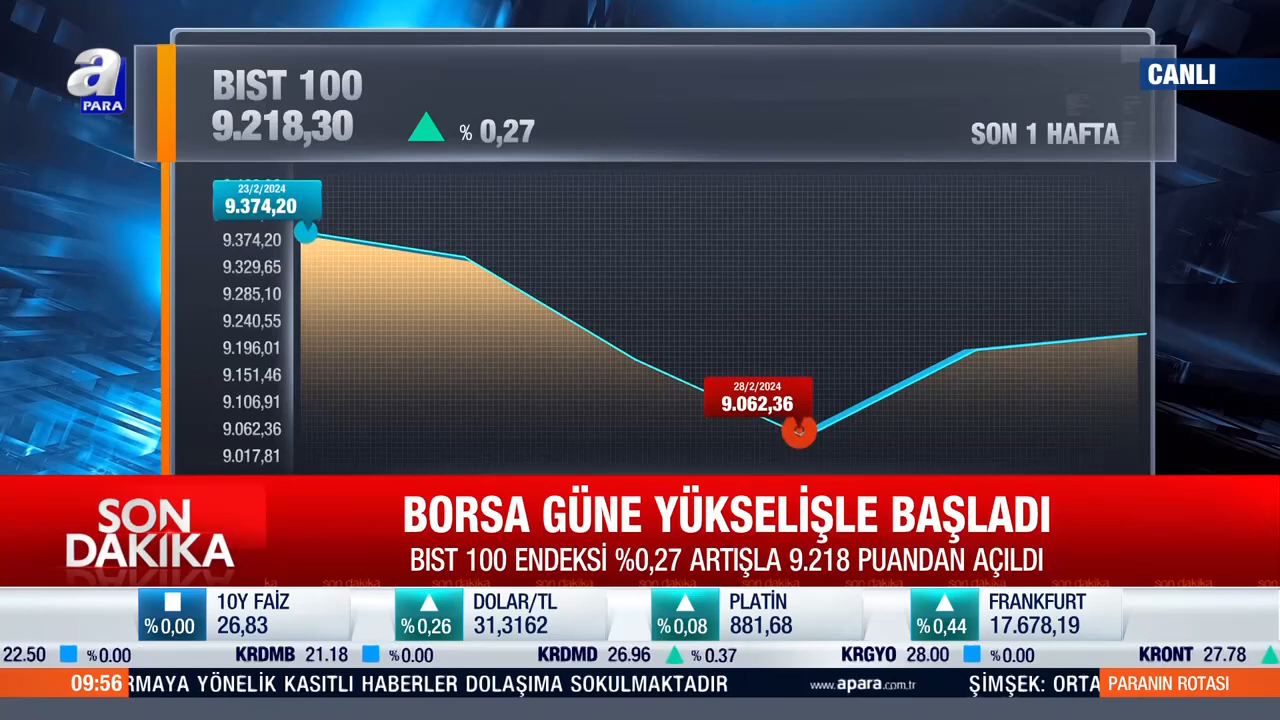 a
PARA
CANLI
BIST 100
9.218,30
% 0,27
SON 1 HAFTA
23/2/2024
9.374,20
9.374,20
9.329,65
9.285,10
9.240,55
9.196,01
9.151,46
9.106,91
9.062,36
9.017,81
28/2/2024
9.062,36
SON
DAKİKA
BORSA GÜNE YÜKSELİŞLE BAŞLADI
BIST 100 ENDEKSİ %0,27 ARTIŞLA 9.218 PUANDAN AÇILDI
%0,00
10Y FAİZ
26,83
%0,26
DOLAR/TL
31,3162
%0,08
PLATİN
881,68
%0,44
FRANKFURT
17.678,19
22.50 %0.00 KRDMB 21.18 %0.00 KRDMD 26.96 %0.37 KRGYO 28.00 %0.00 KRONT 27.78
09:56 RMAYA YÖNELİK KASITLI HABERLER DOLAŞIMA SOKULMAKTADIR www.apara.com.tr ŞİMŞEK: ORTA PARANIN ROTASI